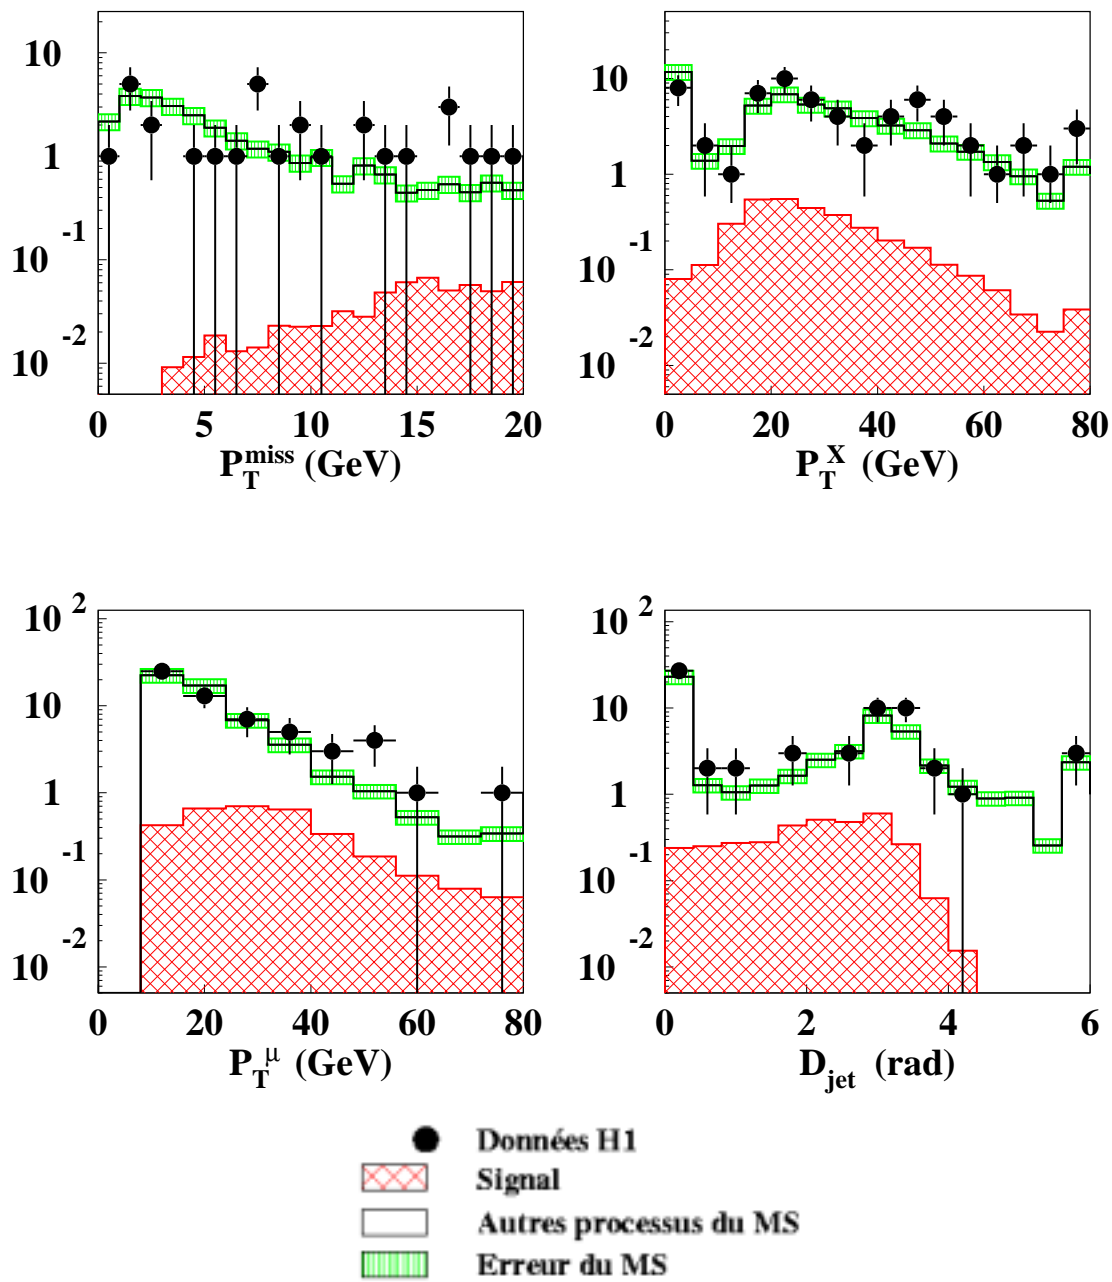 10
1
10 -1
10 -2
0 5 10 15 20
P_T^miss (GeV)
10
1
10 -1
10 -2
0 20 40 60 80
P_T^X (GeV)
10 2
10
1
10 -1
10 -2
0 20 40 60 80
P_T^μ (GeV)
10 2
10
1
10 -1
10 -2
0 2 4 6
D_jet (rad)
Données H1
Signal
Autres processus du MS
Erreur du MS